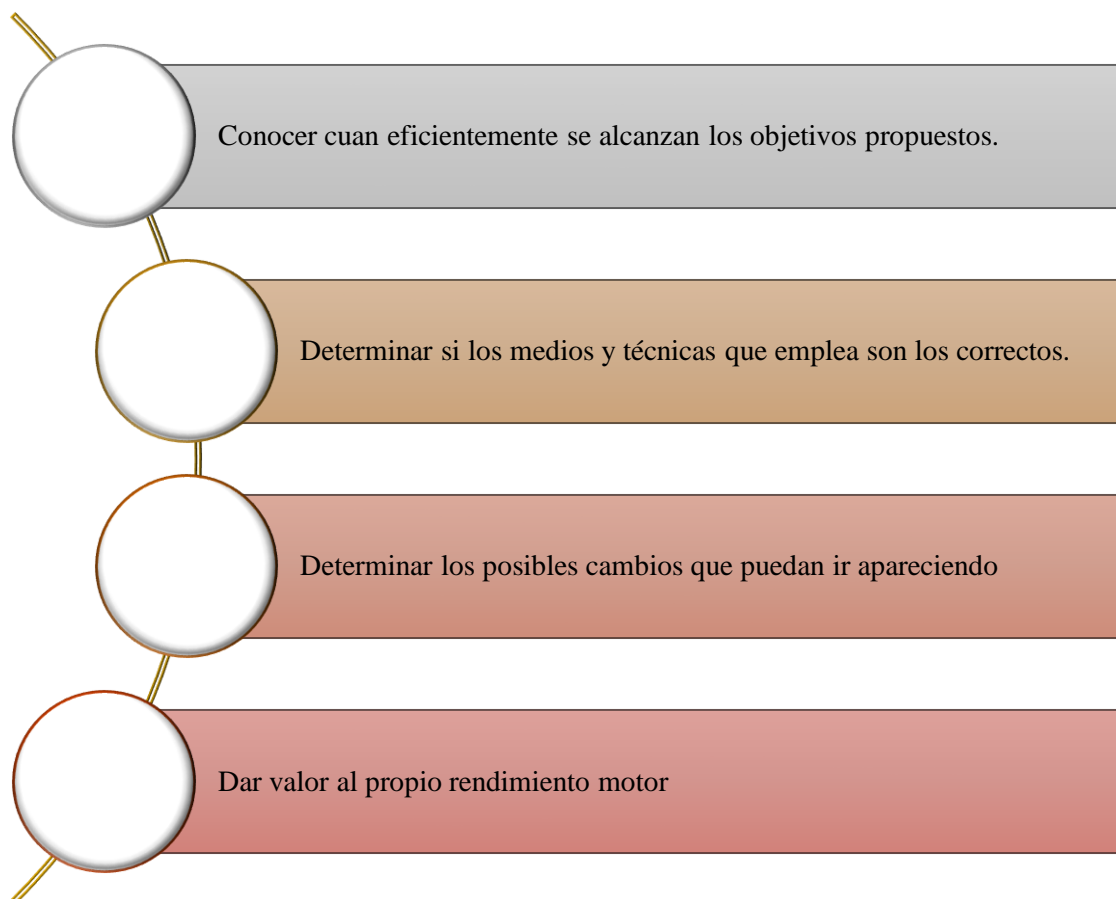 Conocer cuan eficientemente se alcanzan los objetivos propuestos.
Determinar si los medios y técnicas que emplea son los correctos.
Determinar los posibles cambios que puedan ir apareciendo
Dar valor al propio rendimiento motor